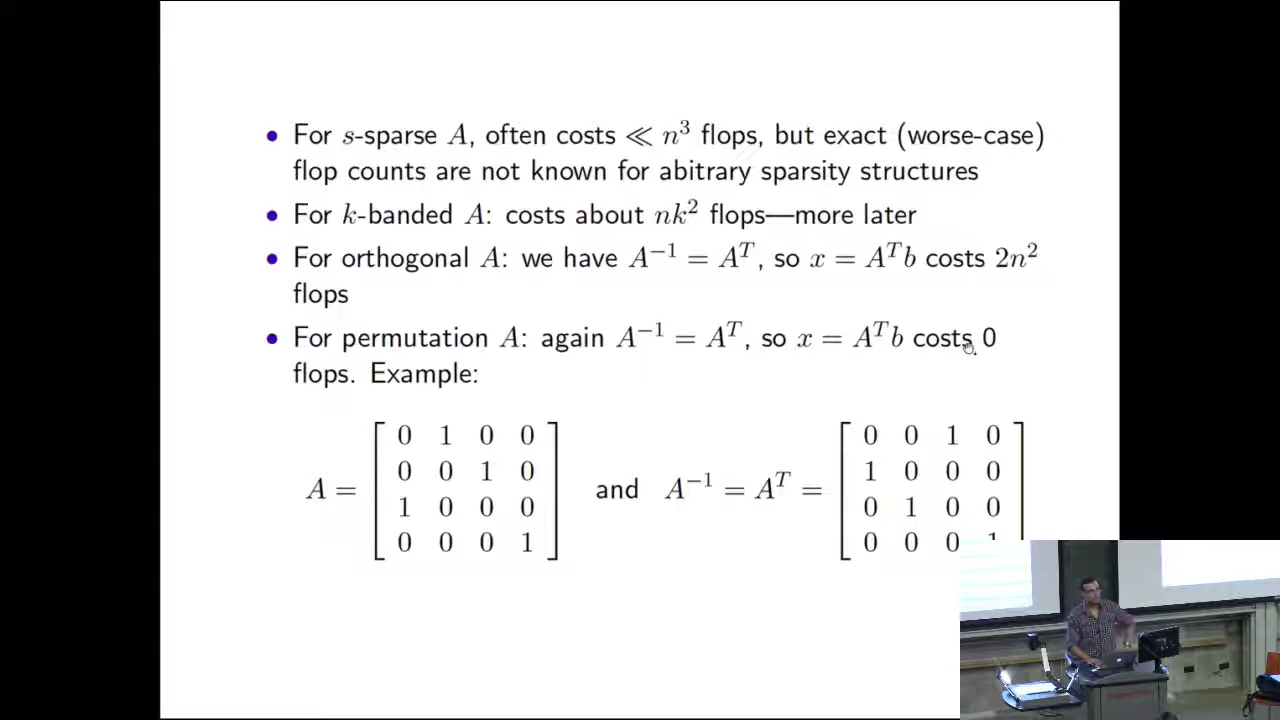 • For s-sparse A, often costs ≪ n³ flops, but exact (worse-case)
flop counts are not known for abitrary sparsity structures
• For k-banded A: costs about nk² flops—more later
• For orthogonal A: we have A⁻¹ = Aᵀ, so x = Aᵀb costs 2n²
flops
• For permutation A: again A⁻¹ = Aᵀ, so x = Aᵀb costs 0
flops. Example:
A = [ 0 1 0 0
0 0 1 0
1 0 0 0
0 0 0 1 ] and A⁻¹ = Aᵀ = [ 0 0 1 0
1 0 0 0
0 1 0 0
0 0 0 1 ]